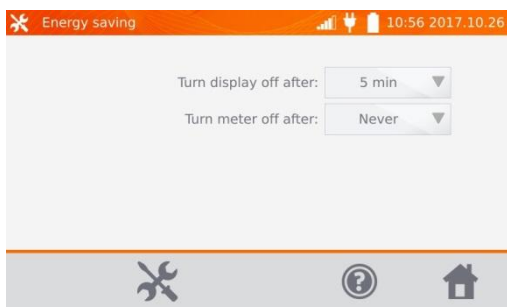 Energy saving 10:56 2017.10.26
Turn display off after: 5 min
Turn meter off after: Never
?